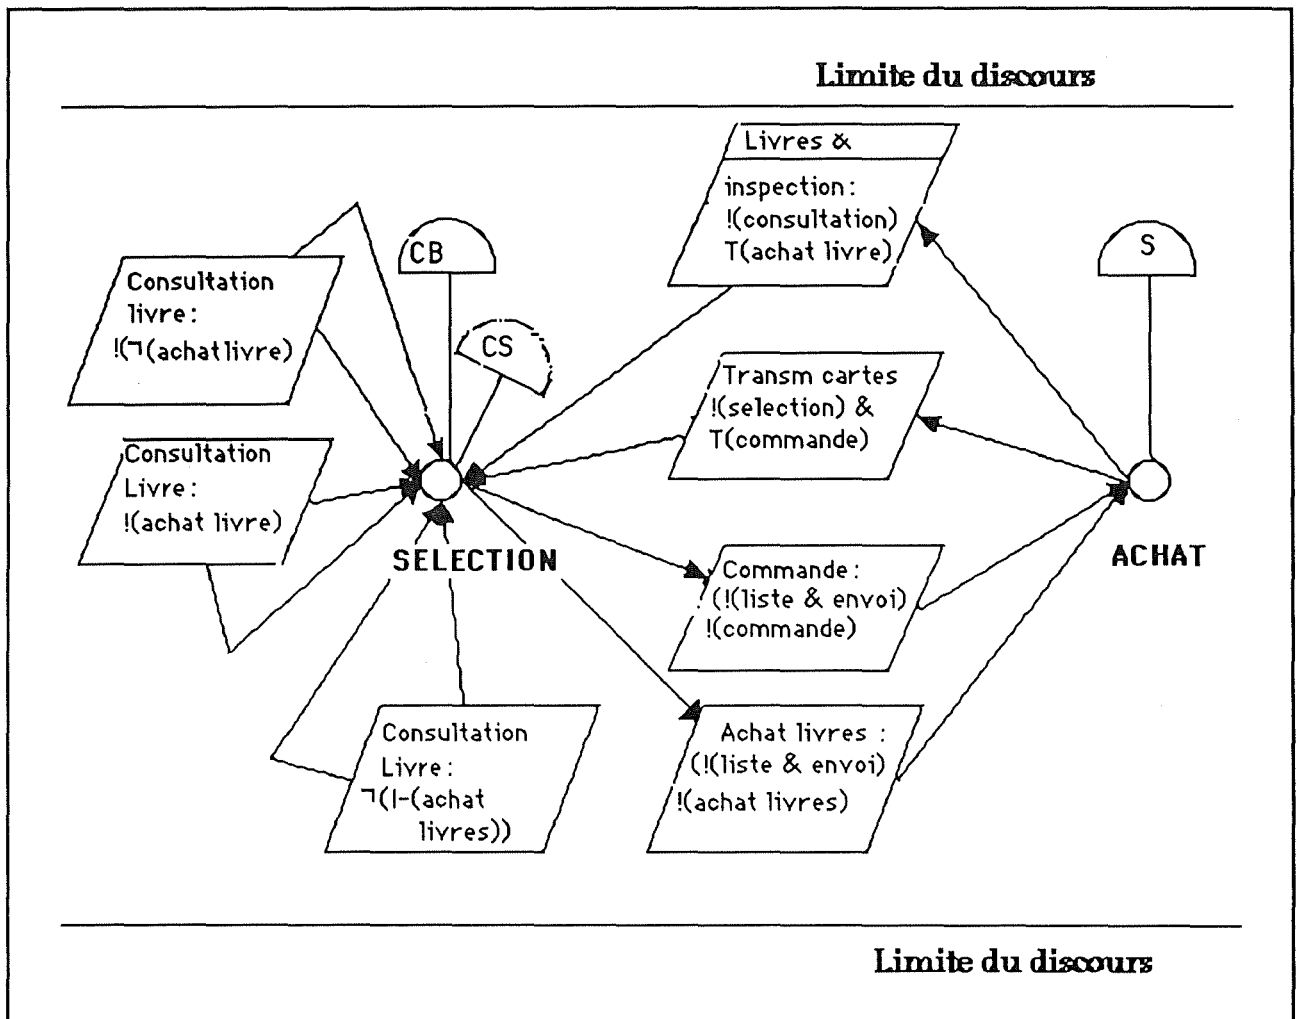 Limite du discours
Livres &
inspection:
!(consultation)
T(achat livre)
CB
S
Consultation
livre:
!(¬(achat livre)
CS
Transm cartes
!(selection) &
T(commande)
Consultation
Livre:
!(achat livre)
SELECTION
ACHAT
Commande:
(!(liste & envoi)
!(commande)
Consultation
Livre:
¬(|-(achat
livres))
Achat livres :
(!(liste & envoi)
!(achat livres)
Limite du discours